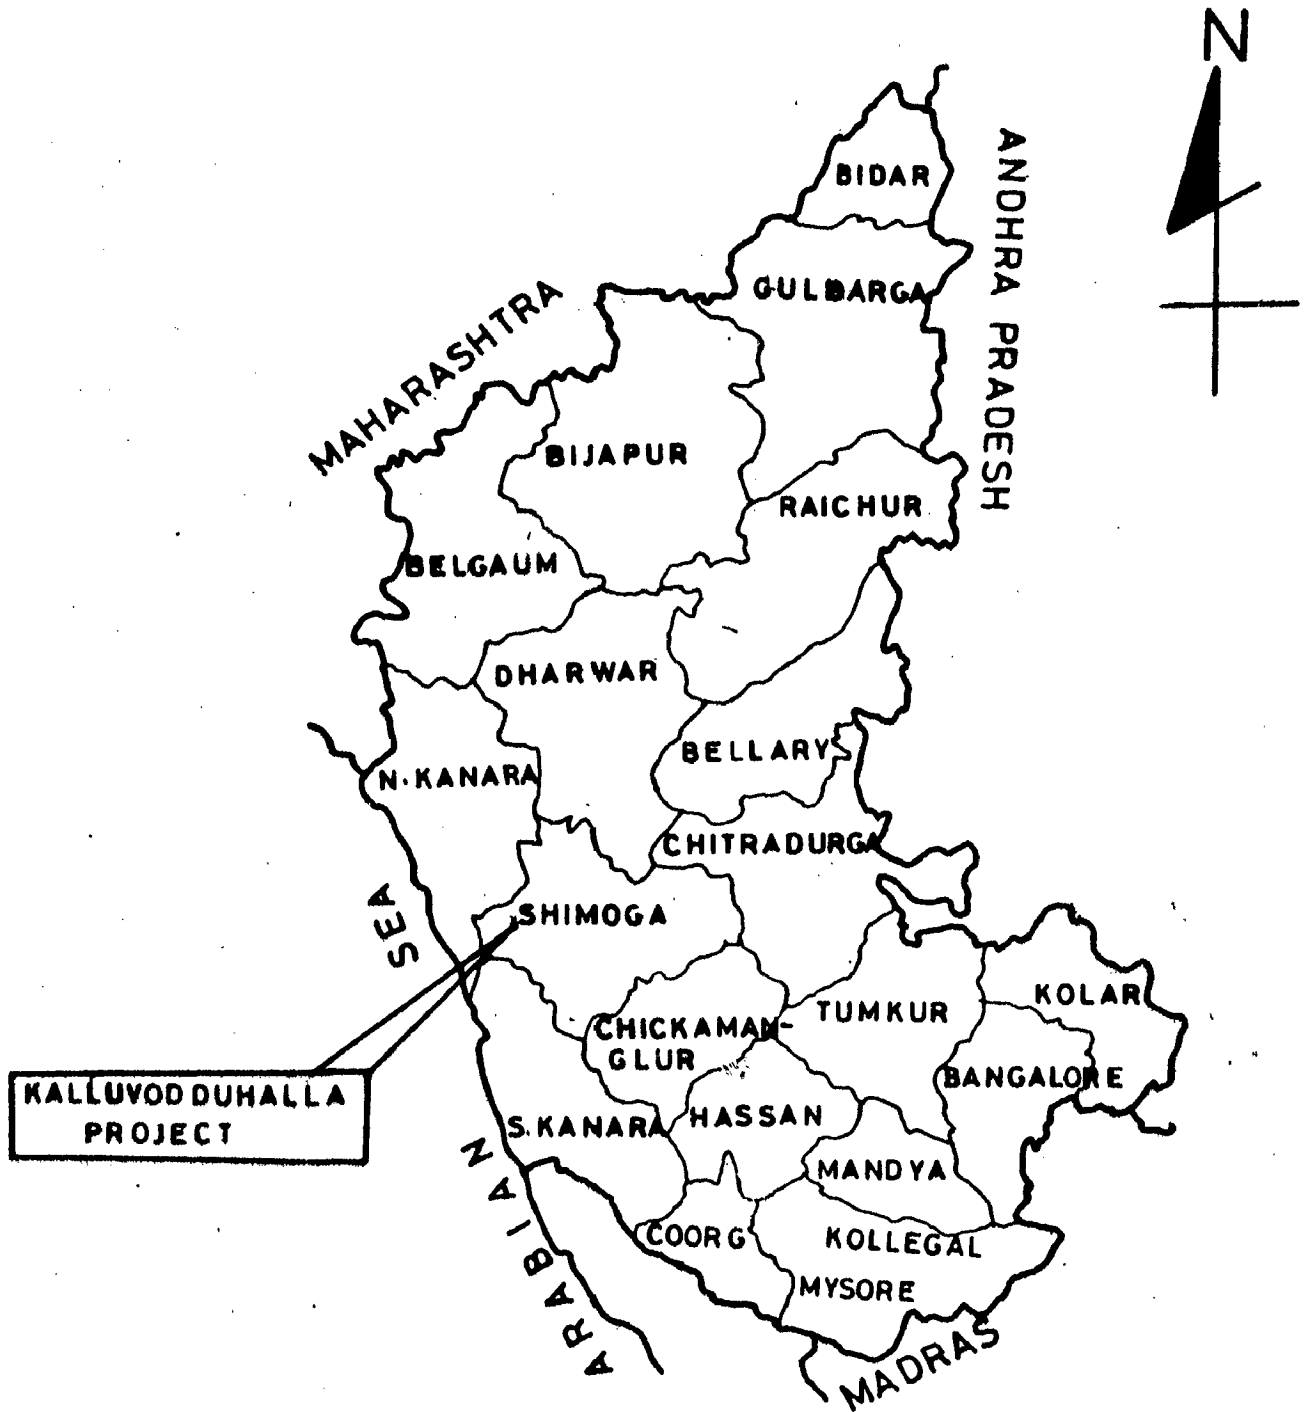 N
BIDAR
ANDHRA PRADESH
GULBARGA
MAHARASHTRA
BIJAPUR
RAICHUR
BELGAUM
DHARWAR
BELLARY
N. KANARA
CHITRADURGA
SHIMOGA
ARABIAN SEA
KOLAR
TUMKUR
CHICKAMAN-
GLUR
BANGALORE
KALLUVODDUHALLA
PROJECT
HASSAN
S. KANARA
MANDYA
COORG
KOLLEGAL
MYSORE
MADRAS